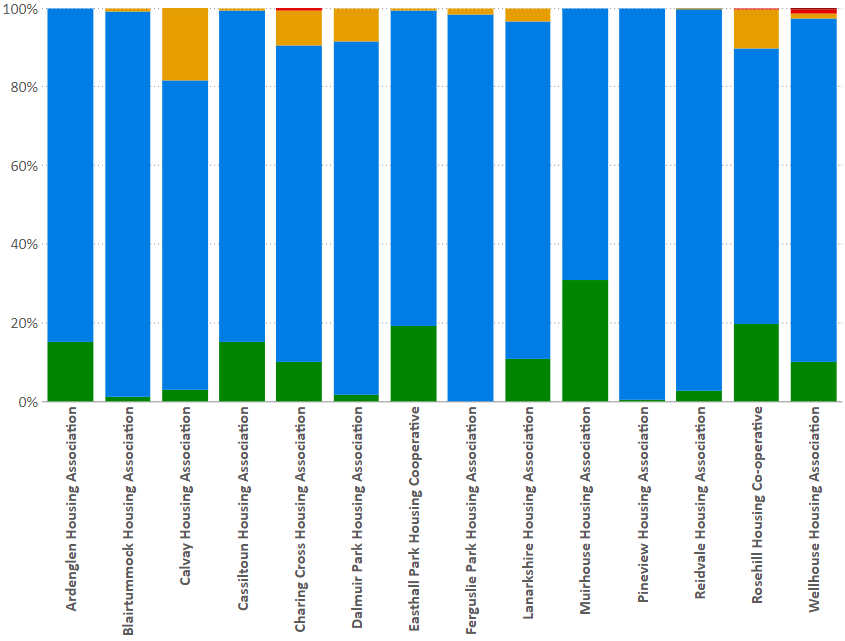 100%
80%
60%
40%
20%
0%
Ardenglen Housing Association
Blairtummock Housing Association
Calvay Housing Association
Cassiltoun Housing Association
Charing Cross Housing Association
Dalmuir Park Housing Association
Easthall Park Housing Cooperative
Ferguslie Park Housing Association
Lanarkshire Housing Association
Muirhouse Housing Association
Pineview Housing Association
Reidvale Housing Association
Rosehill Housing Co-operative
Wellhouse Housing Association